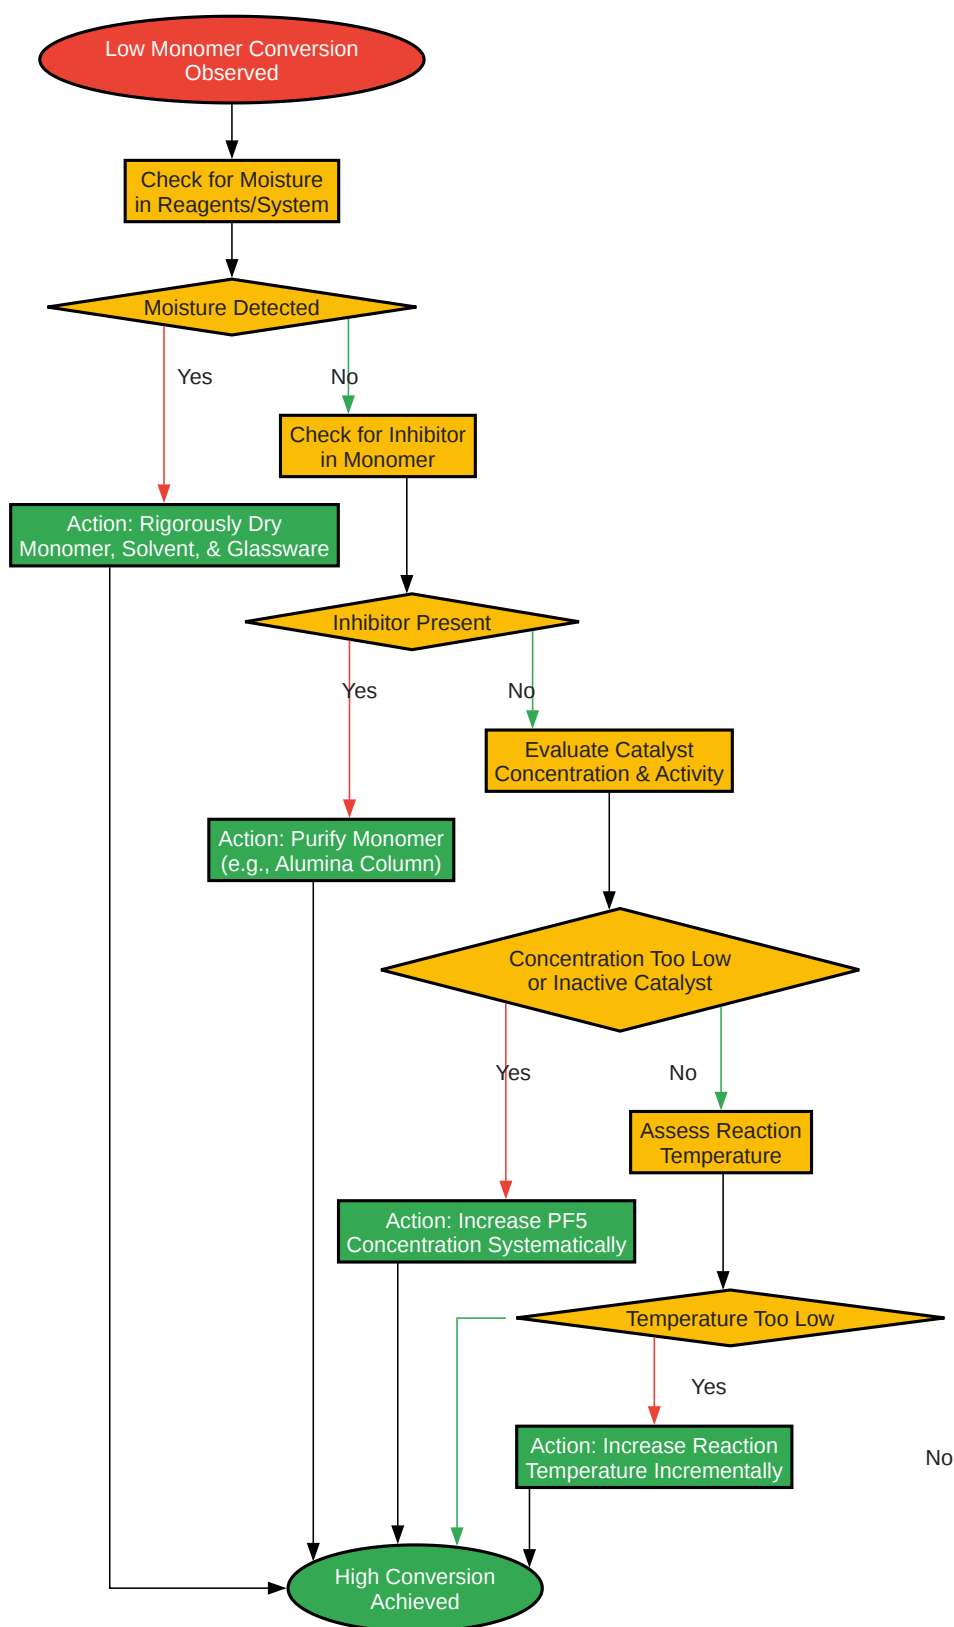 Low Monomer Conversion
Observed
Check for Moisture
in Reagents/System
Moisture Detected
Yes
No
Check for Inhibitor
in Monomer
Action: Rigorously Dry
Monomer, Solvent, & Glassware
Inhibitor Present
Yes
No
Evaluate Catalyst
Concentration & Activity
Action: Purify Monomer
(e.g., Alumina Column)
Concentration Too Low
or Inactive Catalyst
Yes
No
Assess Reaction
Temperature
Action: Increase PF5
Concentration Systematically
Temperature Too Low
Yes
Action: Increase Reaction
Temperature Incrementally
No
High Conversion
Achieved